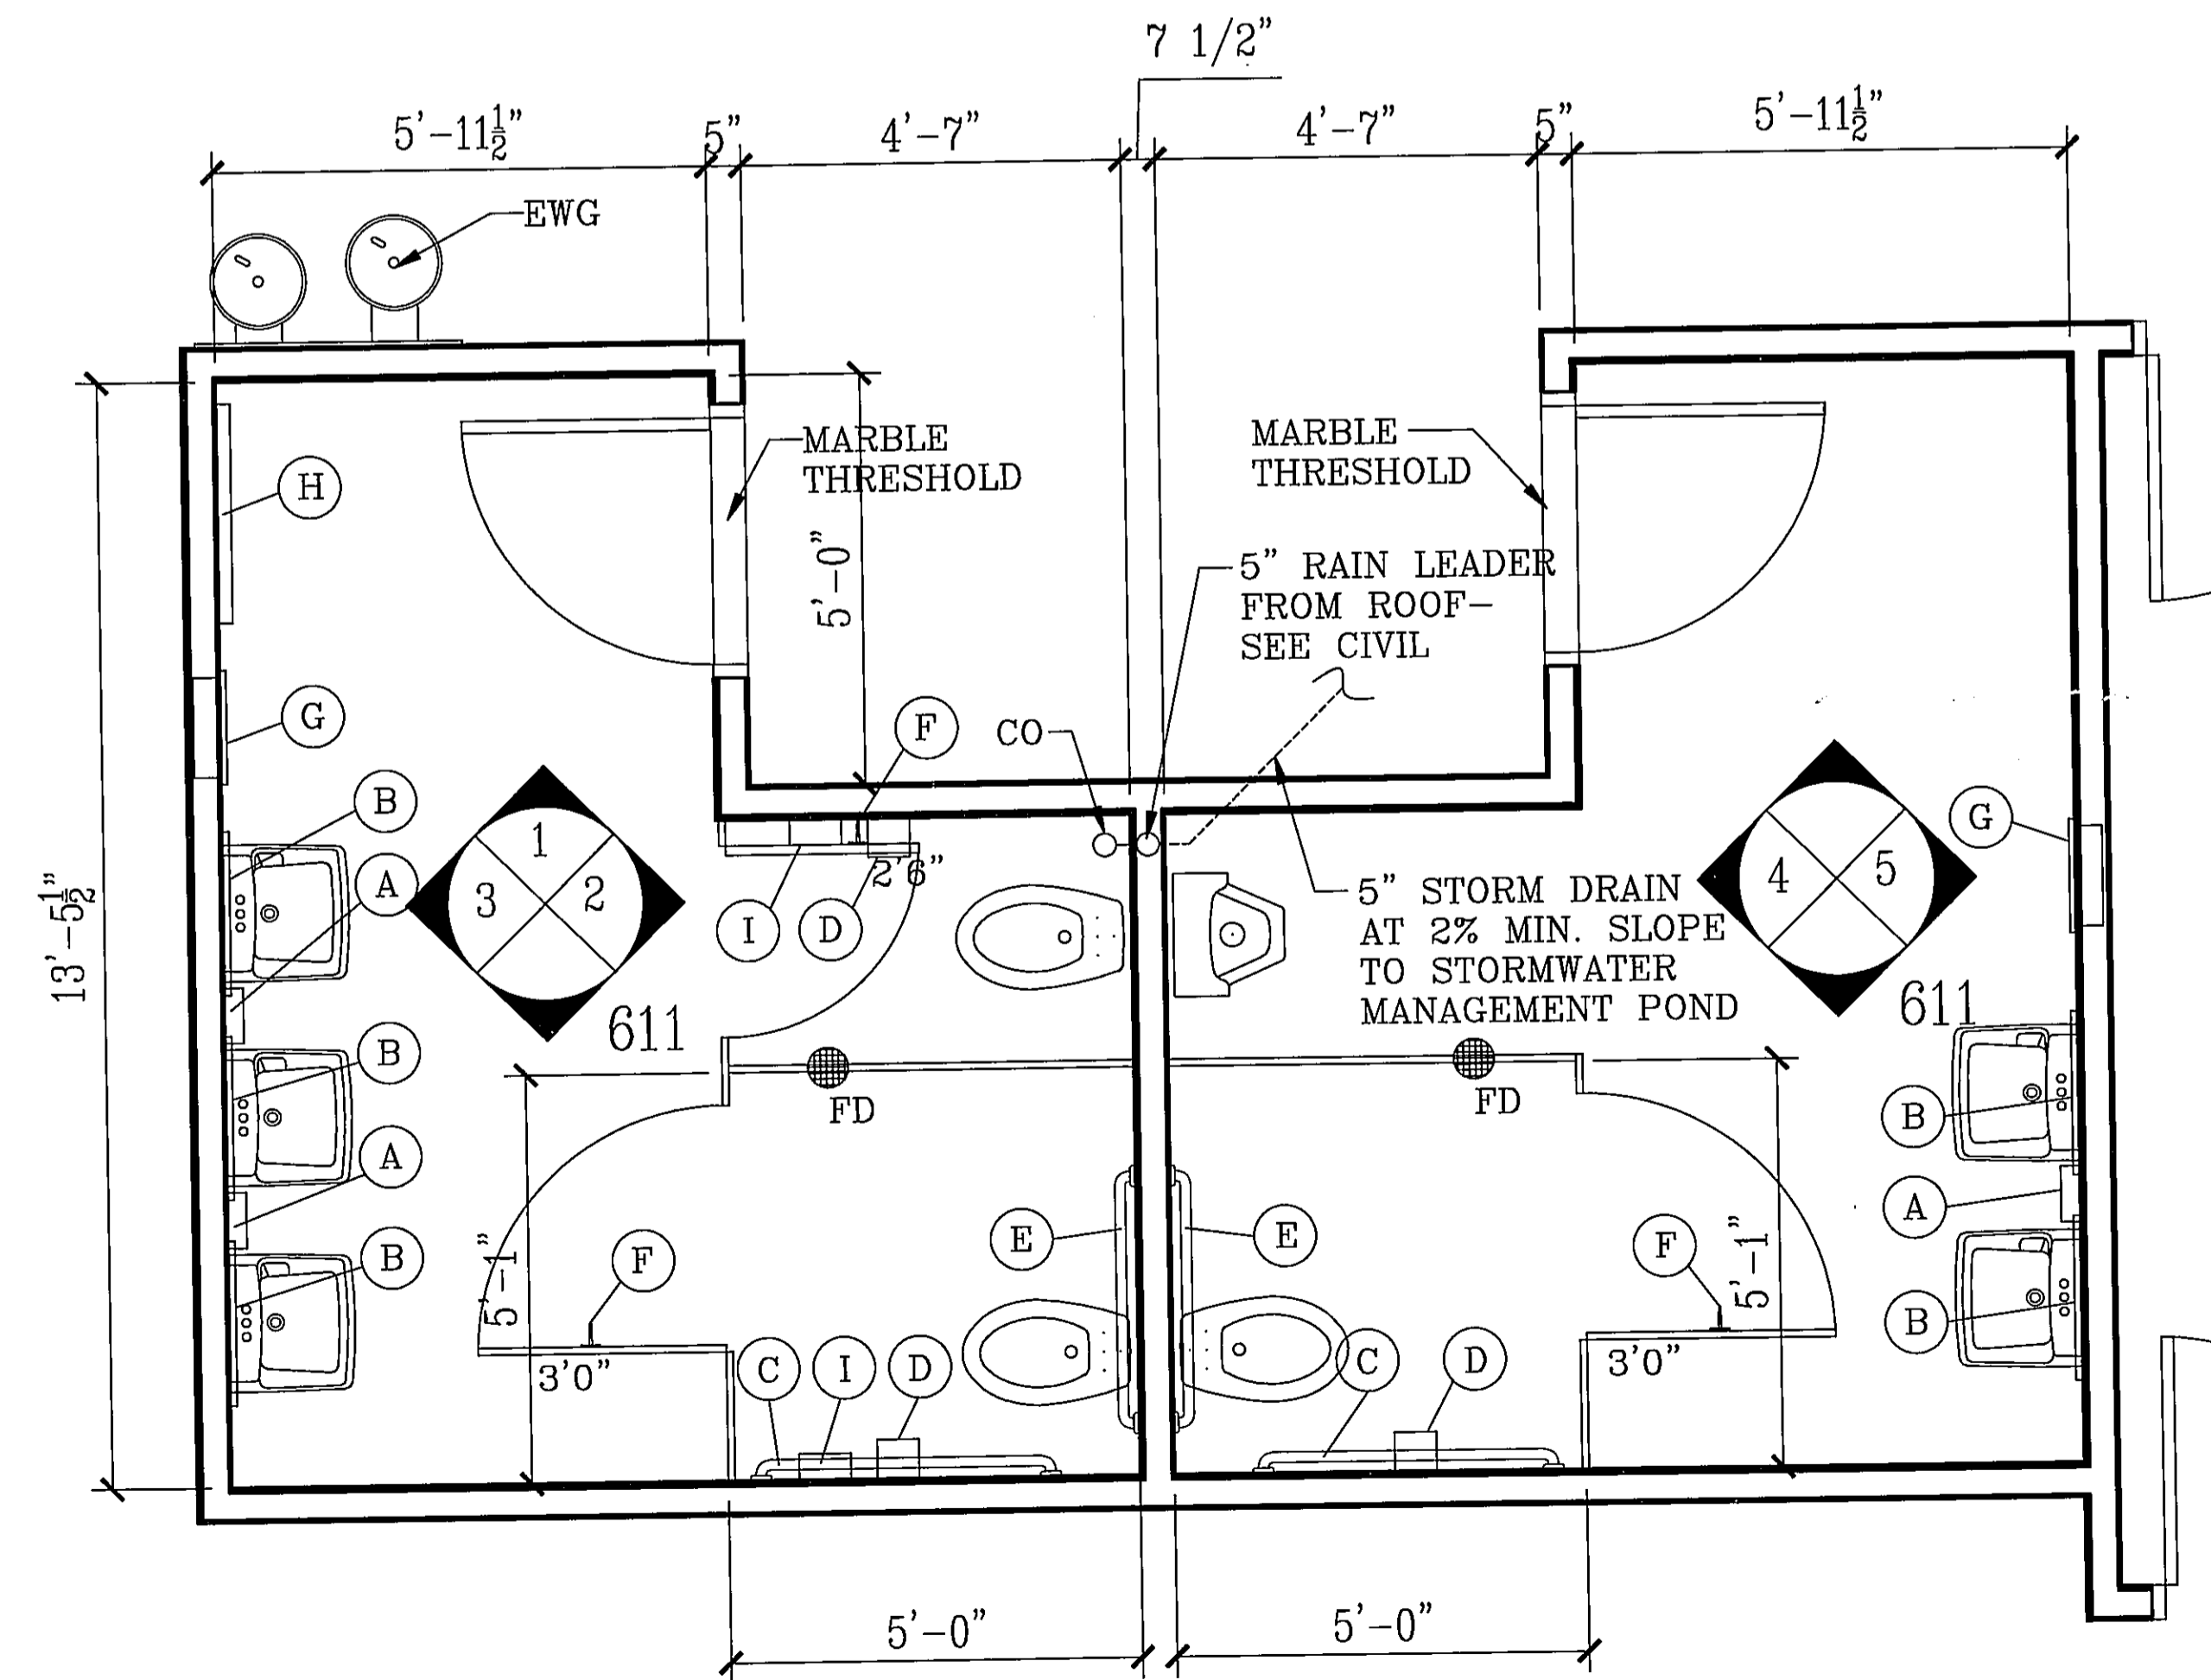 7 1/2"
5'-11½"
5"
4'-7"
4'-7"
5"
5'-11½"
EWG
MARBLE
THRESHOLD
MARBLE
THRESHOLD
H
5'-0"
5" RAIN LEADER
FROM ROOF-
SEE CIVIL
G
F
CO
B
1
3
2
A
611
I
D
2'6"
G
4
5
611
5" STORM DRAIN
AT 2% MIN. SLOPE
TO STORMWATER
MANAGEMENT POND
13'-5½"
B
FD
FD
B
A
A
E
E
F
F
B
5'-1"
5'-1"
B
3'0"
C
I
D
C
D
3'0"
5'-0"
5'-0"